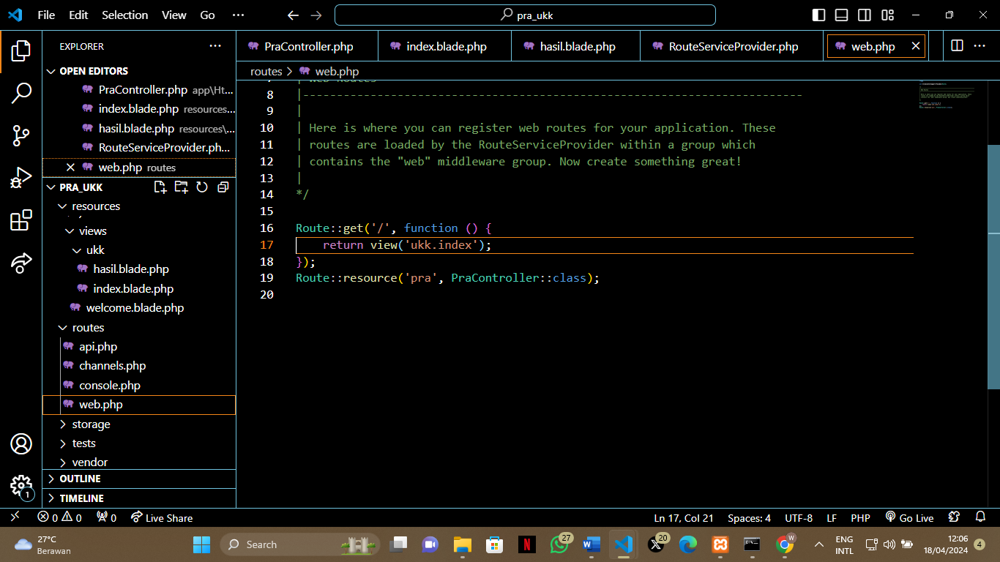 File Edit Selection View Go ··· pra_ukk
EXPLORER ···
OPEN EDITORS
PraController.php app\Ht...
index.blade.php resources...
hasil.blade.php resources\...
RouteServiceProvider.ph...
web.php routes
PRA_UKK
resources
views
ukk
hasil.blade.php
index.blade.php
welcome.blade.php
routes
api.php
channels.php
console.php
web.php
storage
tests
vendor
OUTLINE
TIMELINE
1
PraController.php index.blade.php hasil.blade.php RouteServiceProvider.php web.php ···
routes > web.php
7 | Web Routes
8 |--------------------------------------------------------------------------
9 |
10 | Here is where you can register web routes for your application. These
11 | routes are loaded by the RouteServiceProvider within a group which
12 | contains the "web" middleware group. Now create something great!
13 |
14 */
15
16 Route::get('/', function () {
17 return view('ukk.index');
18 });
19 Route::resource('pra', PraController::class);
20
0 0 0 Live Share Ln 17, Col 21 Spaces: 4 UTF-8 LF PHP Go Live
27°C
Berawan
Search
27
20
W
ENG
INTL
12:06
18/04/2024
4